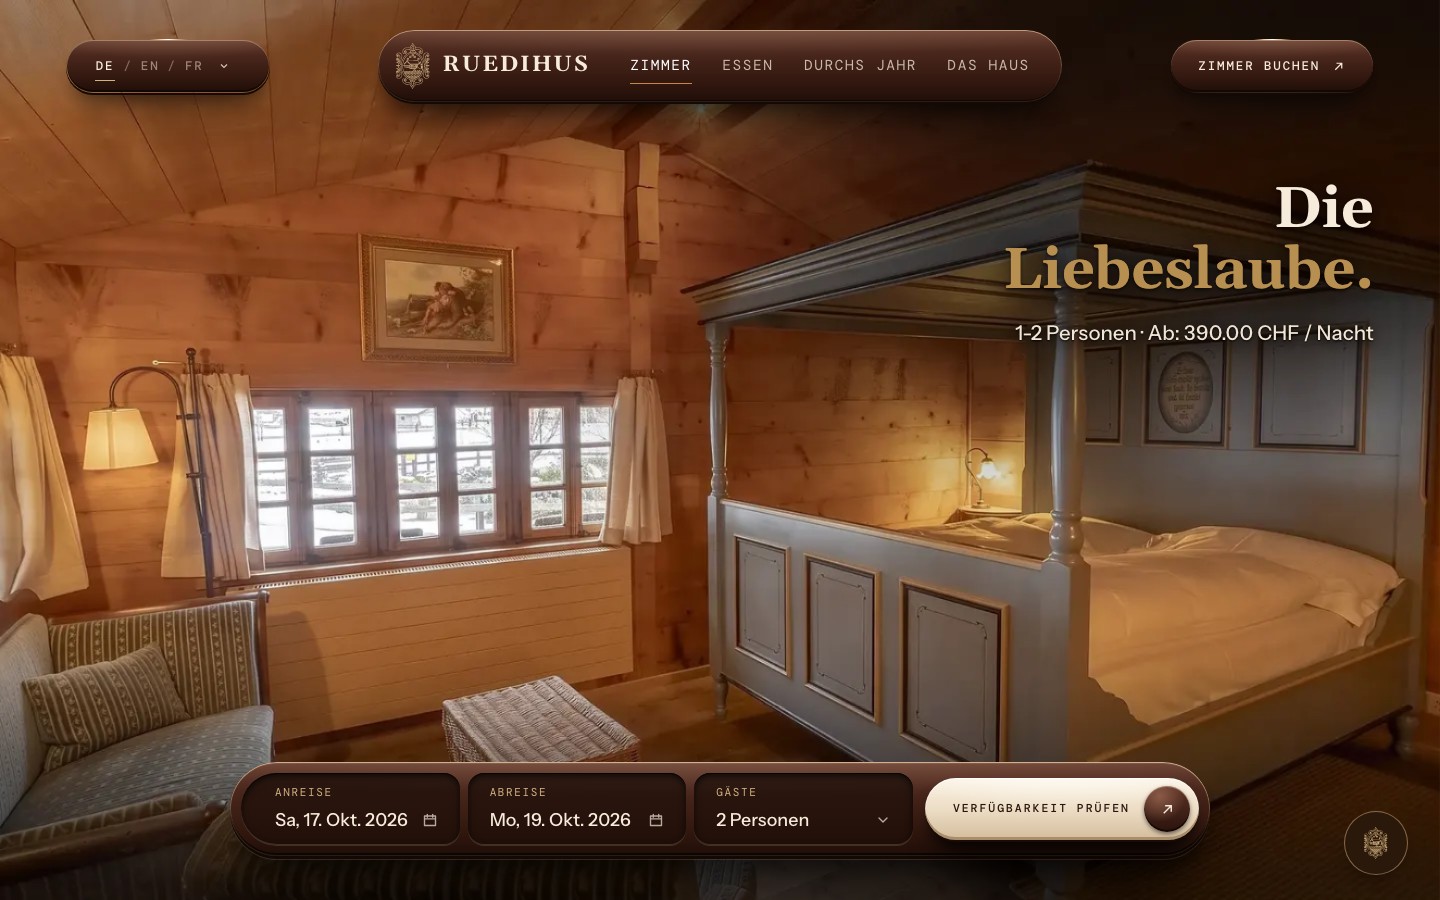 DE / EN / FR
RUEDIHUS
ZIMMER
ESSEN
DURCHS JAHR
DAS HAUS
ZIMMER BUCHEN
Die
Liebeslaube.
1-2 Personen · Ab: 390.00 CHF / Nacht
ANREISE
Sa, 17. Okt. 2026
ABREISE
Mo, 19. Okt. 2026
GÄSTE
2 Personen
VERFÜGBARKEIT PRÜFEN